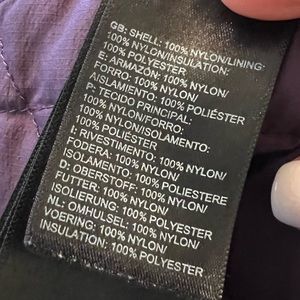 GB: SHELL: 100% NYLON/LINING:
100% NYLON/INSULATION:
100% POLYESTER
E: ARMAZÓN: 100% NYLON/
FORRO: 100% NYLON/
AISLAMIENTO: 100% POLIÉSTER
P: TECIDO PRINCIPAL:
100% NYLON/FORRO:
100% NYLON/ISOLAMENTO:
100% POLIÉSTER
I: RIVESTIMENTO: 100% NYLON/
FODERA: 100% NYLON/
ISOLAMENTO: 100% POLIESTERE
D: OBERSTOFF: 100% NYLON/
FUTTER: 100% NYLON/
ISOLIERUNG: 100% POLYESTER
NL: OMHULSEL: 100% NYLON/
VOERING: 100% NYLON/
INSULATION: 100% POLYESTER